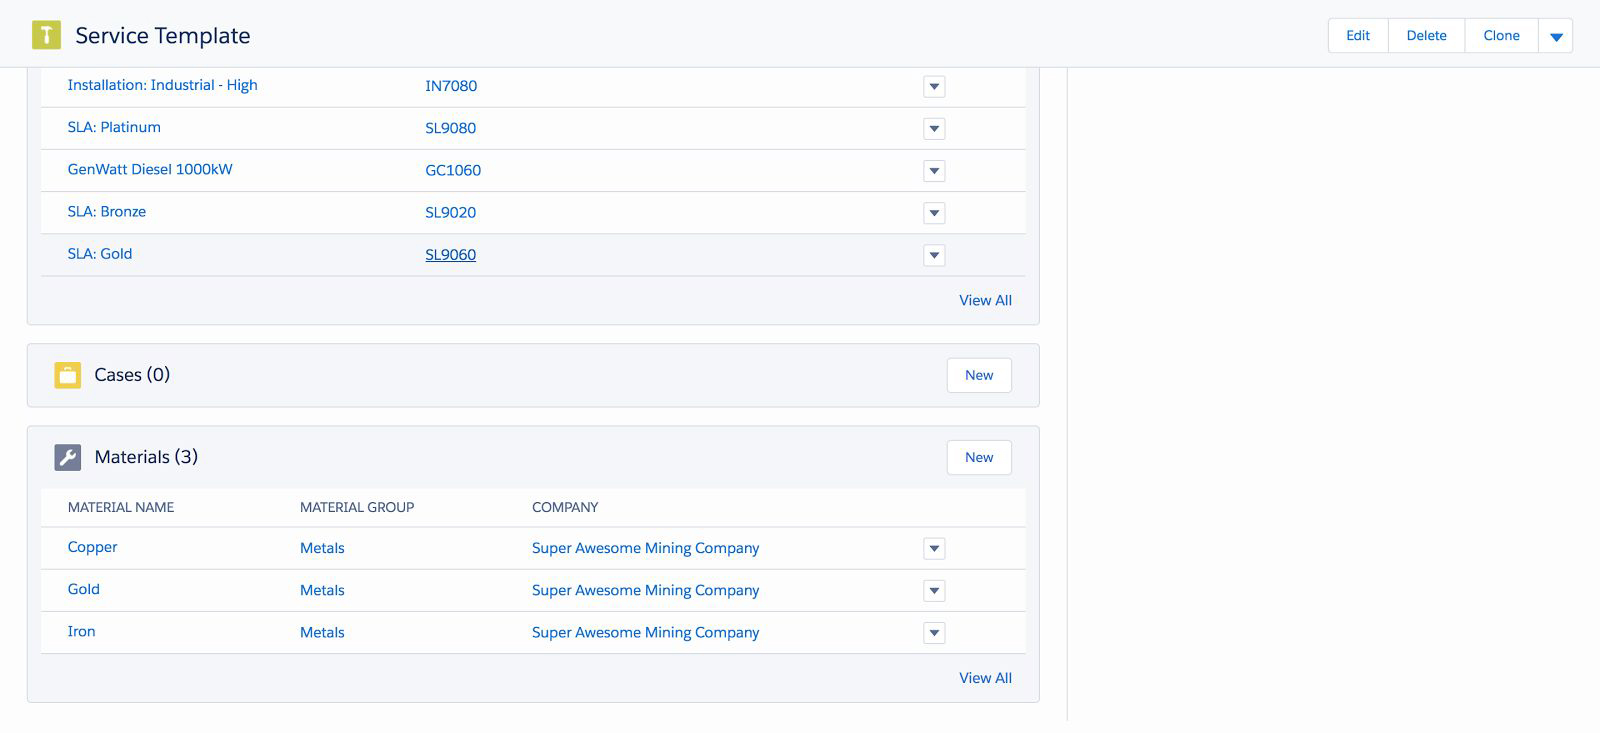 Service Template
Edit Delete Clone
Installation: Industrial - High IN7080
SLA: Platinum SL9080
GenWatt Diesel 1000kW GC1060
SLA: Bronze SL9020
SLA: Gold SL9060
View All
Cases (0) New
Materials (3) New
MATERIAL NAME MATERIAL GROUP COMPANY
Copper Metals Super Awesome Mining Company
Gold Metals Super Awesome Mining Company
Iron Metals Super Awesome Mining Company
View All